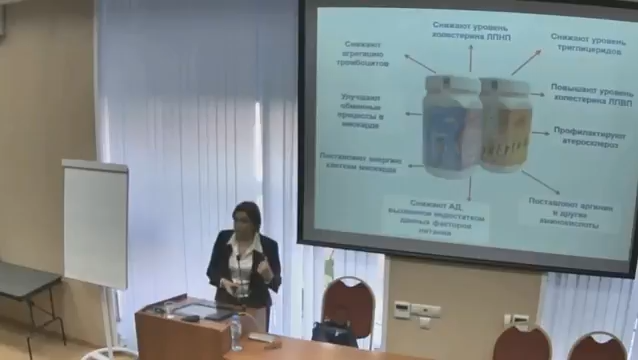 Снижают уровень
холестерина ЛПНП
Снижают уровень
триглицеридов
Снижают
агрегацию
тромбоцитов
Повышают уровень
холестерина ЛПВП
Улучшают
обменные
процессы в
миокарде
Профилактируют
атеросклероз
Поставляют энергию
клеткам миокарда
Снижают АД,
вызванное недостатком
данных факторов
питания
Поставляют аргинин
и другие
аминокислоты